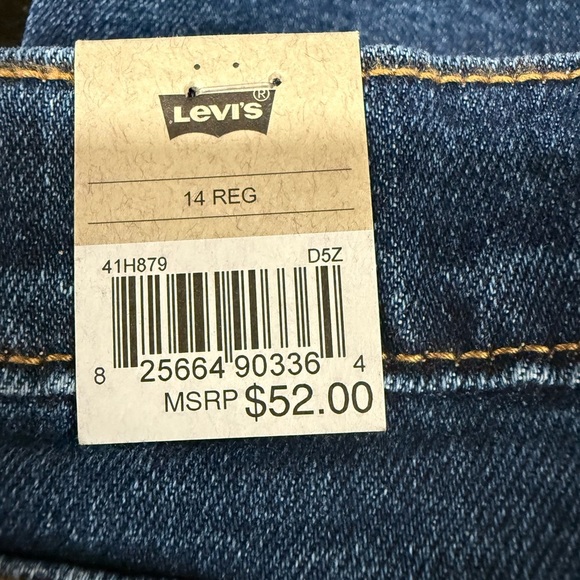 Levi's®
14 REG
41H879 D5Z
8 25664 90336 4
MSRP $52.00